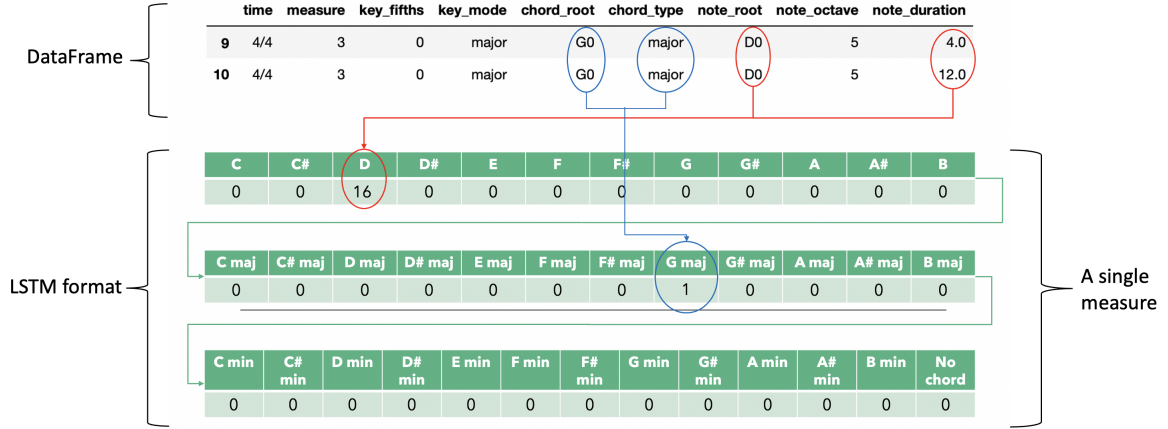 time measure key_fifths key_mode chord_root chord_type note_root note_octave note_duration
DataFrame
9 4/4 3 0 major G0 major D0 5 4.0
10 4/4 3 0 major G0 major D0 5 12.0
C C# D D# E F F# G G# A A# B
0 0 16 0 0 0 0 0 0 0 0 0
C maj C# maj D maj D# maj E maj F maj F# maj G maj G# maj A maj A# maj B maj
0 0 0 0 0 0 0 1 0 0 0 0
LSTM format
A single
measure
C min C# min D min D# min E min F min F# min G min G# min A min A# min B min No chord
0 0 0 0 0 0 0 0 0 0 0 0 0